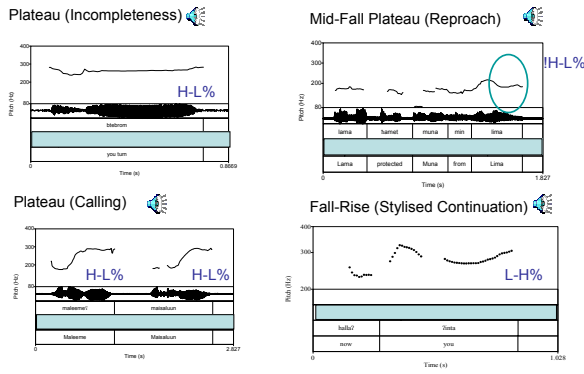 Plateau (Incompleteness)
400
300
200
80
Pitch (Hz)
H-L%
btebrom
you turn
0
0.8669
Time (s)
Mid-Fall Plateau (Reproach)
400
300
200
80
Pitch (Hz)
!H-L%
lama ħamet muna min lima
Lama protected Muna from Lima
0
1.827
Time (s)
Plateau (Calling)
400
300
200
80
Pitch (Hz)
H-L% H-L%
maleeme/i maisaluun
Maleeme Maisaluun
0
2.827
Time (s)
Fall-Rise (Stylised Continuation)
400
300
200
Pitch (Hz)
L-H%
halla? ?inta
now you
0
1.028
Time (s)